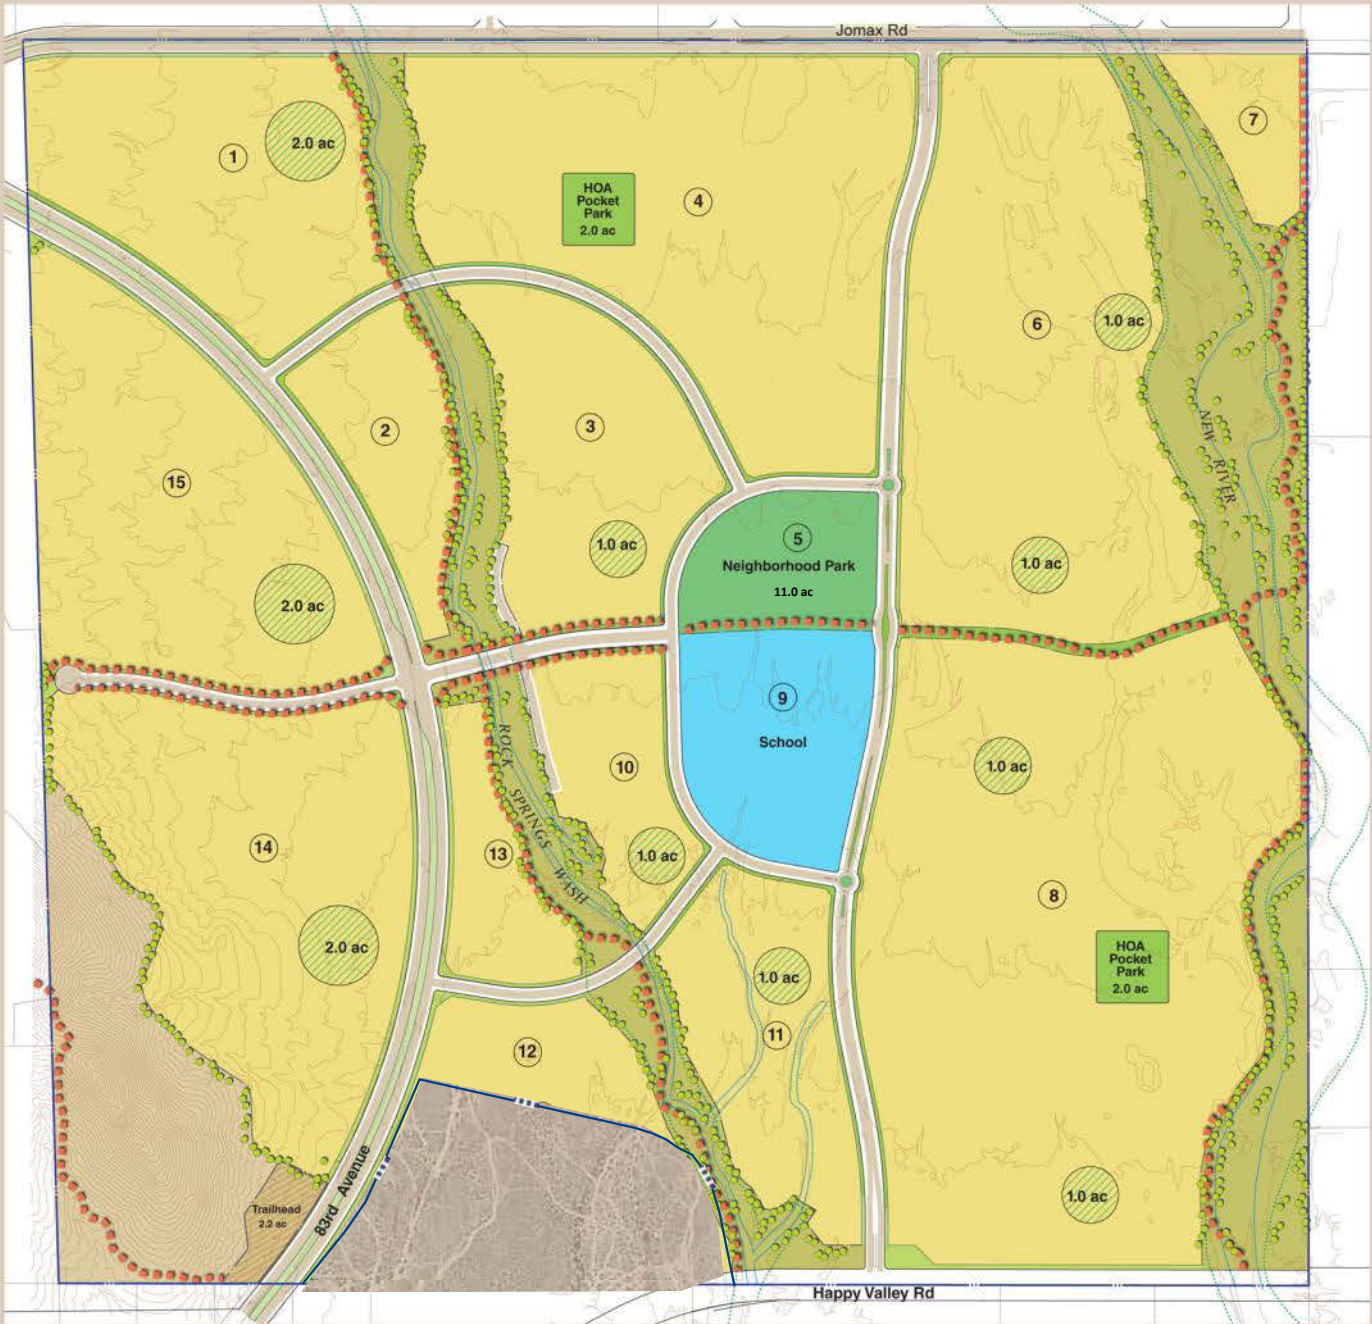 Jomax Rd
7
2.0 ac
1
HOA
Pocket
Park
2.0 ac
4
6
1.0 ac
2
3
NEW RIVER
15
1.0 ac
5
Neighborhood Park
11.0 ac
1.0 ac
2.0 ac
9
School
ROCK SPRINGS WASH
10
1.0 ac
14
13
1.0 ac
8
2.0 ac
HOA
Pocket
Park
2.0 ac
1.0 ac
11
12
83rd Avenue
1.0 ac
Trailhead
2.2 ac
Happy Valley Rd